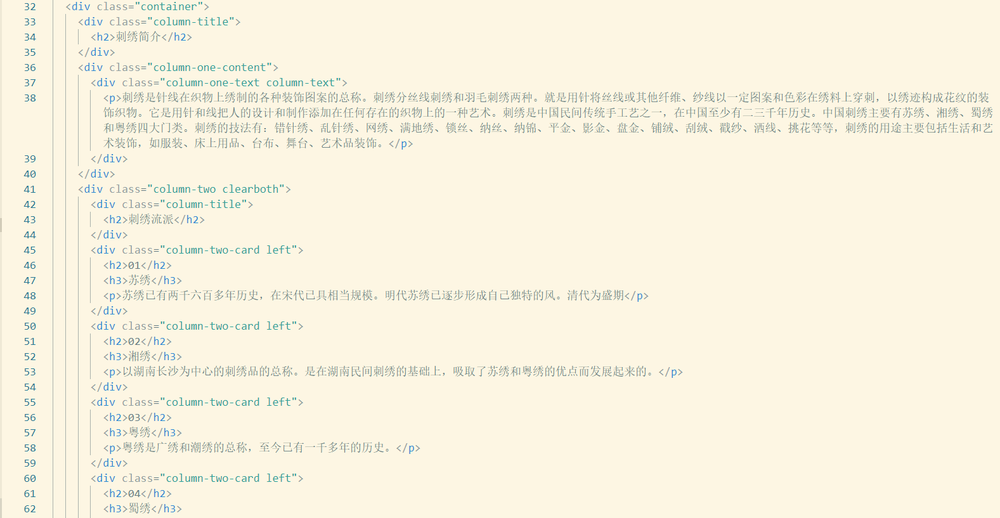 32 <div class="container">
33 <div class="column-title">
34 <h2>刺绣简介</h2>
35 </div>
36 <div class="column-one-content">
37 <div class="column-one-text column-text">
38 <p>刺绣是针线在织物上绣制的各种装饰图案的总称。刺绣分丝线刺绣和羽毛刺绣两种。就是用针将丝线或其他纤维、纱线以一定图案和色彩在绣料上穿刺，以绣迹构成花纹的装
饰织物。它是用针和线把人的设计和制作添加在任何存在的织物上的一种艺术。刺绣是中国民间传统手工艺之一，在中国至少有二三千年历史。中国刺绣主要有苏绣、湘绣、蜀绣
和粤绣四大门类。刺绣的技法有：错针绣、乱针绣、网绣、满地绣、锁丝、纳丝、纳锦、平金、影金、盘金、铺绒、刮绒、戳纱、洒线、挑花等等，刺绣的用途主要包括生活和艺
术装饰，如服装、床上用品、台布、舞台、艺术品装饰。</p>
39 </div>
40 </div>
41 <div class="column-two clearboth">
42 <div class="column-title">
43 <h2>刺绣流派</h2>
44 </div>
45 <div class="column-two-card left">
46 <h2>01</h2>
47 <h3>苏绣</h3>
48 <p>苏绣已有两千六百多年历史，在宋代已具相当规模。明代苏绣已逐步形成自己独特的风。清代为盛期</p>
49 </div>
50 <div class="column-two-card left">
51 <h2>02</h2>
52 <h3>湘绣</h3>
53 <p>以湖南长沙为中心的刺绣品的总称。是在湖南民间刺绣的基础上，吸取了苏绣和粤绣的优点而发展起来的。</p>
54 </div>
55 <div class="column-two-card left">
56 <h2>03</h2>
57 <h3>粤绣</h3>
58 <p>粤绣是广绣和潮绣的总称，至今已有一千多年的历史。</p>
59 </div>
60 <div class="column-two-card left">
61 <h2>04</h2>
62 <h3>蜀绣</h3>